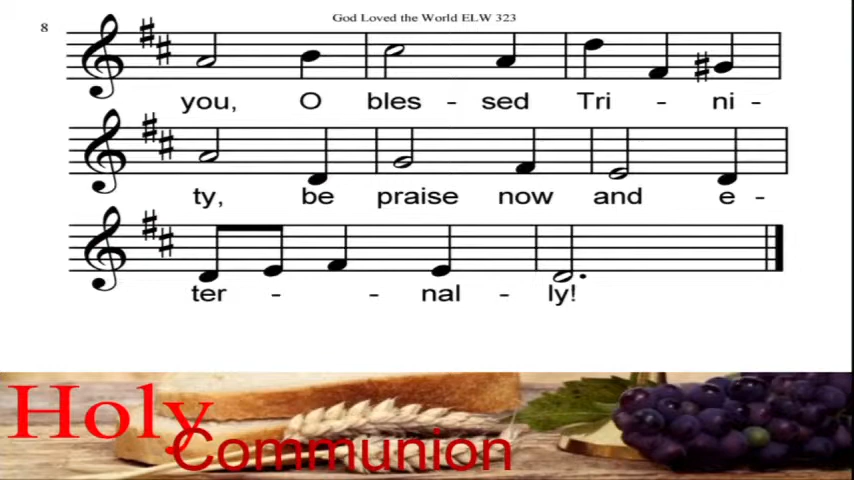 God Loved the World ELW 323
8
you, O bles - sed Tri - ni -
ty, be praise now and e -
ter - - nal - ly!
Holy
Communion